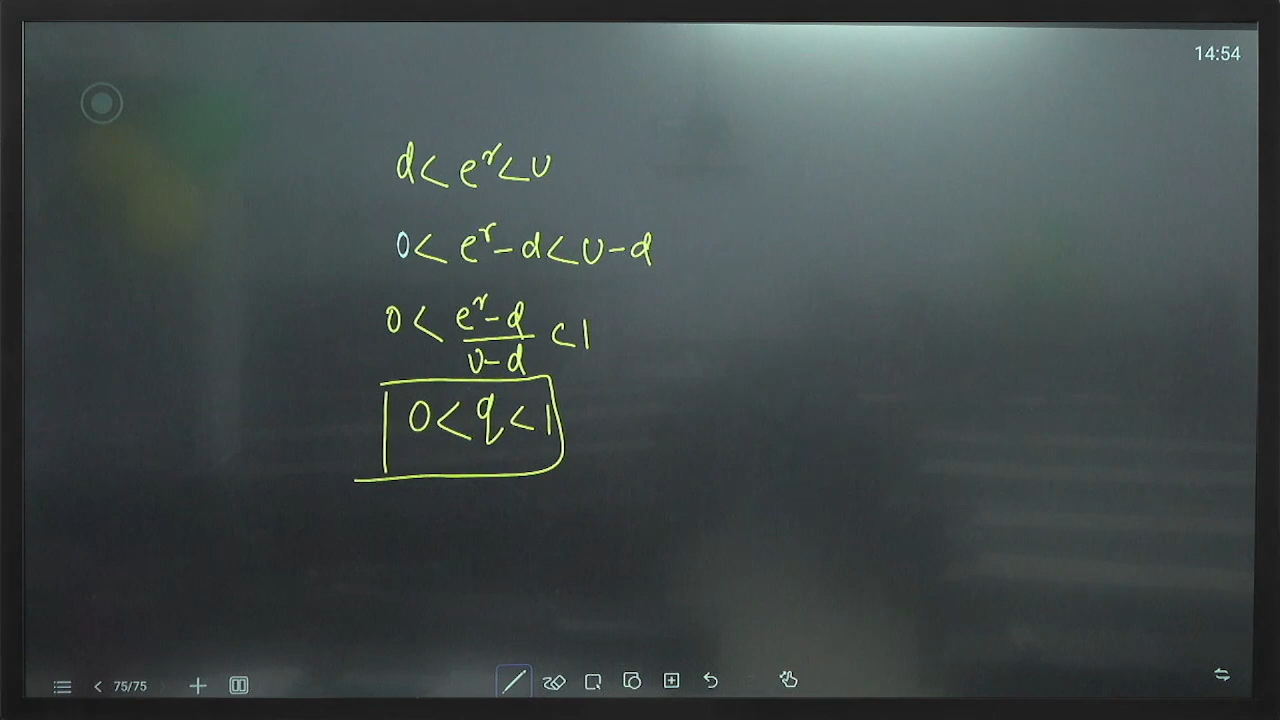 14:54
d < e^r < u
0 < e^r - d < u - d
0 < (e^r - d)/(u - d) < 1
0 < q < 1
75/75